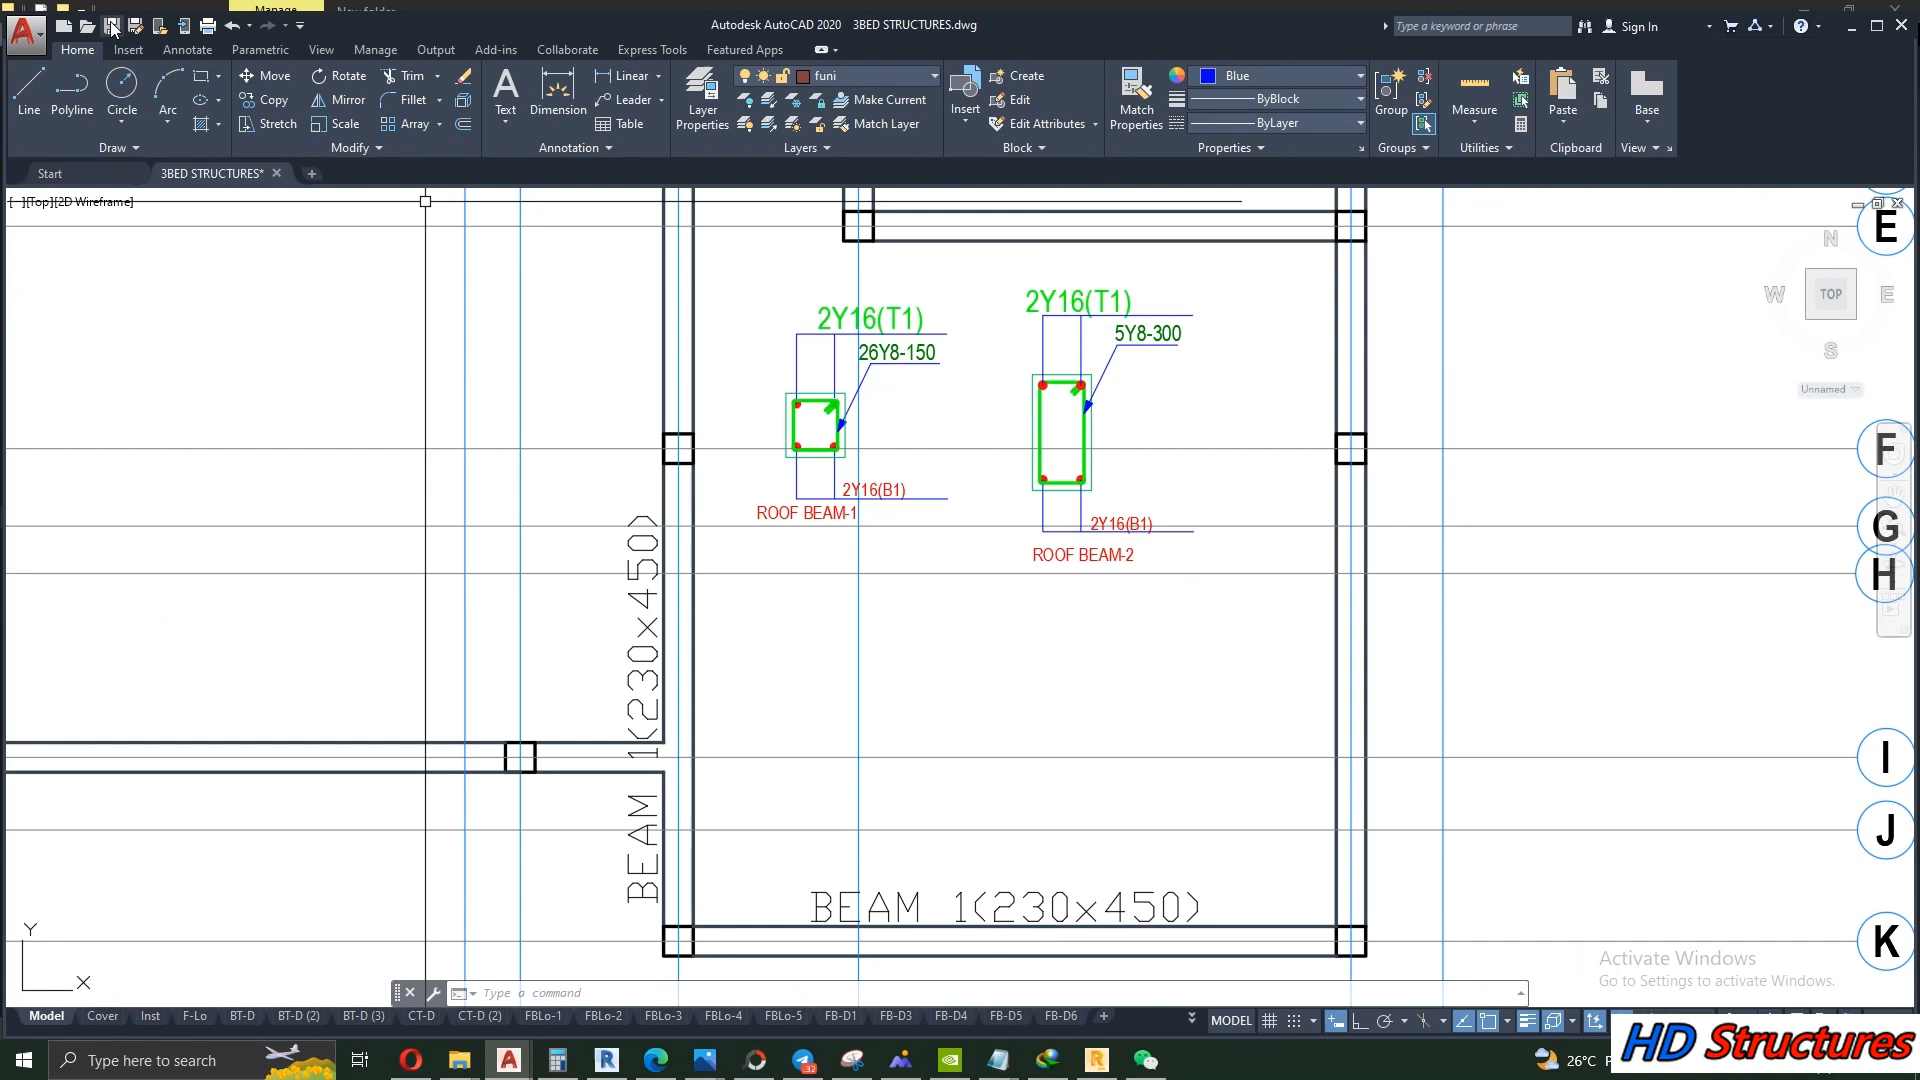 Manage New folder
Autodesk AutoCAD 2020 3BED STRUCTURES.dwg
Type a keyword or phrase
Sign In
Home Insert Annotate Parametric View Manage Output Add-ins Collaborate Express Tools Featured Apps
Move Rotate Trim
Linear
funi
Create
Blue
Copy Mirror Fillet
Leader
Make Current
Edit
ByBlock
Line Polyline Circle Arc
Text Dimension
Layer Properties
Insert
Match Properties
Group Measure Paste Base
Stretch Scale Array
Table
Match Layer
Edit Attributes
ByLayer
Draw Modify Annotation Layers Block Properties Groups Utilities Clipboard View
Start 3BED STRUCTURES*
[−][Top][2D Wireframe]
E
N
W TOP E
S
Unnamed
2Y16(T1)
26Y8-150
2Y16(B1)
ROOF BEAM-1
2Y16(T1)
5Y8-300
2Y16(B1)
ROOF BEAM-2
F
G
H
I
J
K
BEAM 1(230x450)
BEAM 1(230x450)
Y
X
Activate Windows
Go to Settings to activate Windows.
Type a command
Model Cover Inst F-Lo BT-D BT-D (2) BT-D (3) CT-D CT-D (2) FBLo-1 FBLo-2 FBLo-3 FBLo-4 FBLo-5 FB-D1 FB-D3 FB-D4 FB-D5 FB-D6
MODEL
Type here to search
32
26°C
HD Structures